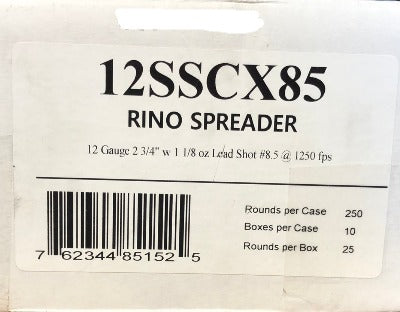 12SSCX85
RINO SPREADER
12 Gauge 2 3/4" w 1 1/8 oz Lead Shot #8.5 @ 1250 fps
Rounds per Case 250
Boxes per Case 10
Rounds per Box 25
7 62344 85152 5